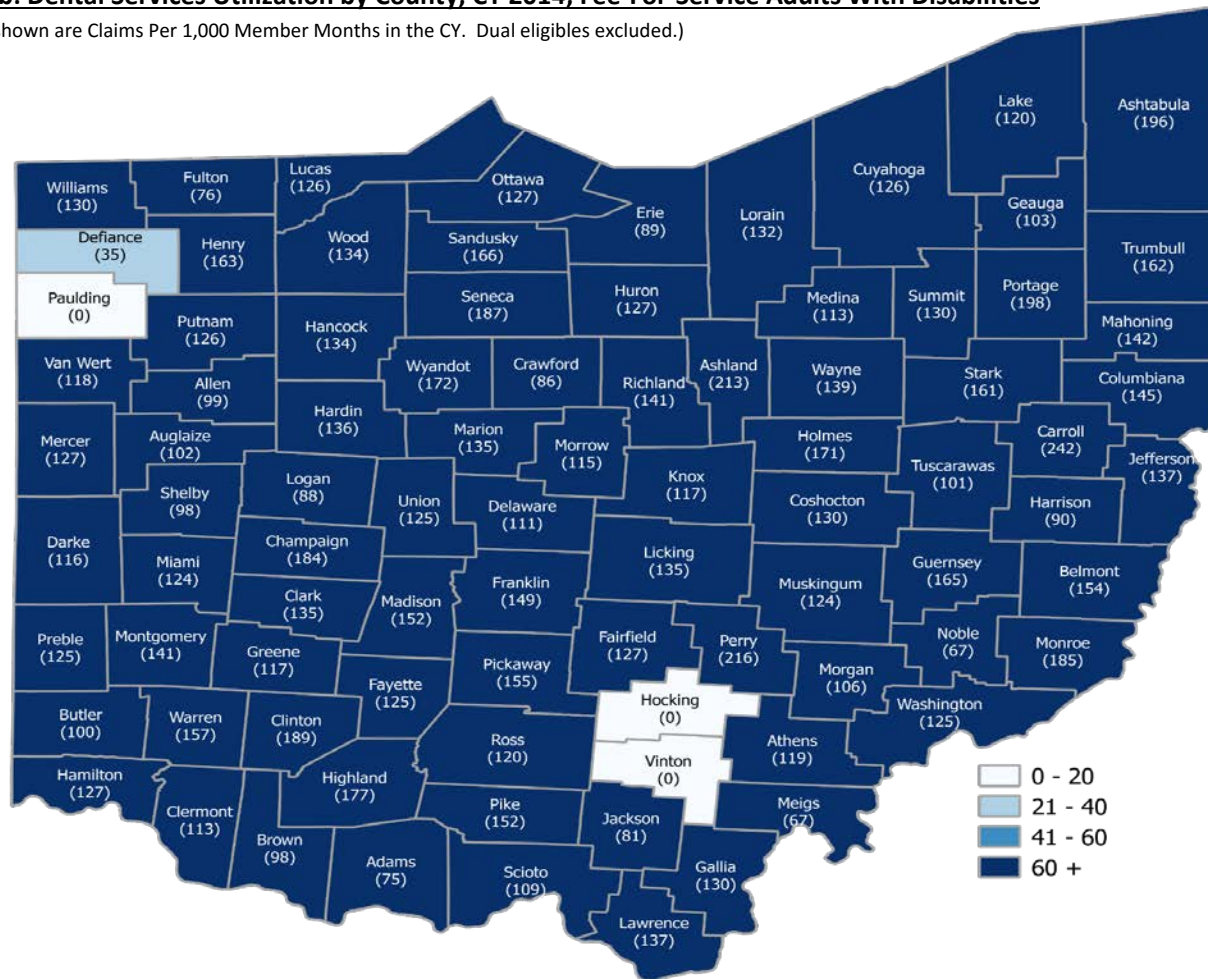 b. Dental Services Utilization by County, CY 2014, Fee-For-Service Adults With Disabilities
shown are Claims Per 1,000 Member Months in the CY.  Dual eligibles excluded.)
Lake
(120)
Ashtabula
(196)
Williams
(130)
Fulton
(76)
Lucas
(126)
Ottawa
(127)
Cuyahoga
(126)
Geauga
(103)
Defiance
(35)
Henry
(163)
Wood
(134)
Sandusky
(166)
Erie
(89)
Lorain
(132)
Trumbull
(162)
Paulding
(0)
Putnam
(126)
Hancock
(134)
Seneca
(187)
Huron
(127)
Medina
(113)
Summit
(130)
Portage
(198)
Mahoning
(142)
Van Wert
(118)
Allen
(99)
Wyandot
(172)
Crawford
(86)
Richland
(141)
Ashland
(213)
Wayne
(139)
Stark
(161)
Columbiana
(145)
Hardin
(136)
Mercer
(127)
Auglaize
(102)
Marion
(135)
Morrow
(115)
Holmes
(171)
Carroll
(242)
Jefferson
(137)
Tuscarawas
(101)
Shelby
(98)
Logan
(88)
Union
(125)
Delaware
(111)
Knox
(117)
Coshocton
(130)
Harrison
(90)
Darke
(116)
Miami
(124)
Champaign
(184)
Licking
(135)
Guernsey
(165)
Belmont
(154)
Clark
(135)
Madison
(152)
Franklin
(149)
Muskingum
(124)
Preble
(125)
Montgomery
(141)
Greene
(117)
Fairfield
(127)
Perry
(216)
Noble
(67)
Monroe
(185)
Fayette
(125)
Pickaway
(155)
Morgan
(106)
Butler
(100)
Warren
(157)
Clinton
(189)
Hocking
(0)
Washington
(125)
Ross
(120)
Athens
(119)
Hamilton
(127)
Highland
(177)
Vinton
(0)
Clermont
(113)
Pike
(152)
Jackson
(81)
Meigs
(67)
Brown
(98)
Adams
(75)
Scioto
(109)
Gallia
(130)
Lawrence
(137)
0 - 20
21 - 40
41 - 60
60 +